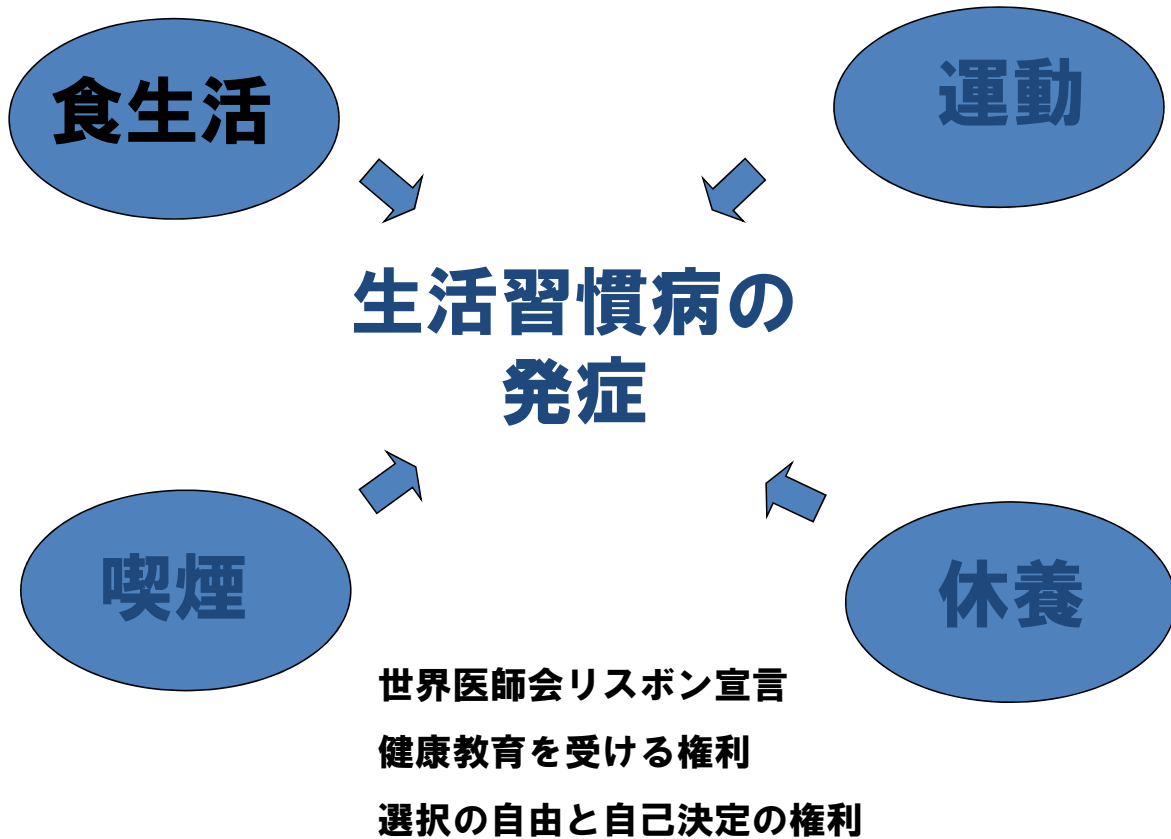 食生活
運動
生活習慣病の
発症
喫煙
休養
世界医師会リスボン宣言
健康教育を受ける権利
選択の自由と自己決定の権利